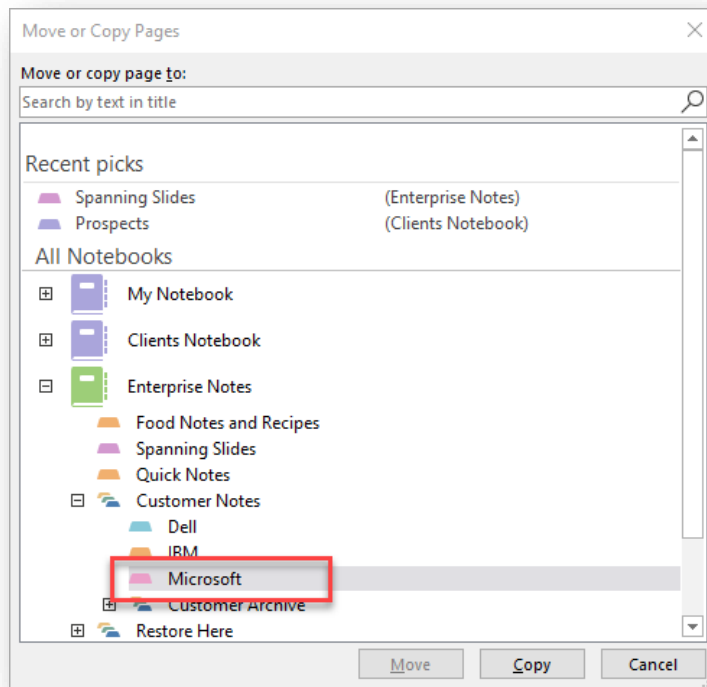 Move or Copy Pages
Move or copy page to:
Search by text in title
Recent picks
Spanning Slides (Enterprise Notes)
Prospects (Clients Notebook)
All Notebooks
My Notebook
Clients Notebook
Enterprise Notes
Food Notes and Recipes
Spanning Slides
Quick Notes
Customer Notes
Dell
IBM
Microsoft
Customer Archive
Restore Here
Move Copy Cancel